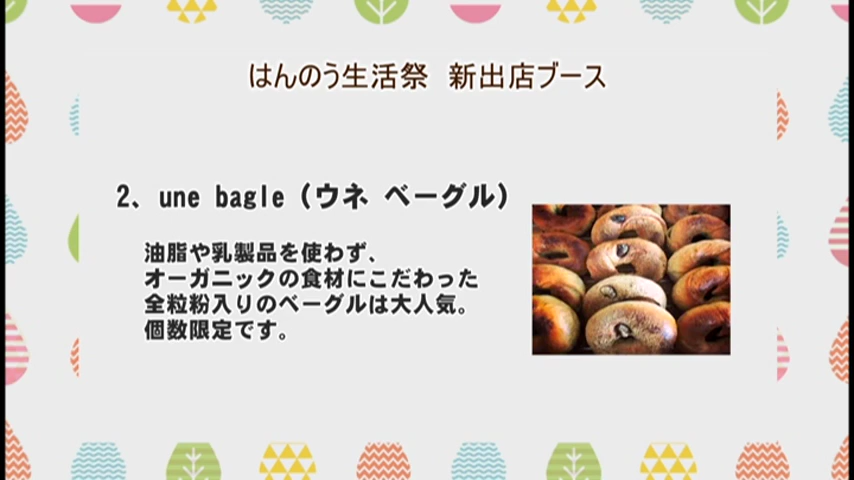 はんのう生活祭 新出店ブース
2、une bagle（ウネ ベーグル）
油脂や乳製品を使わず、
オーガニックの食材にこだわった
全粒粉入りのベーグルは大人気。
個数限定です。